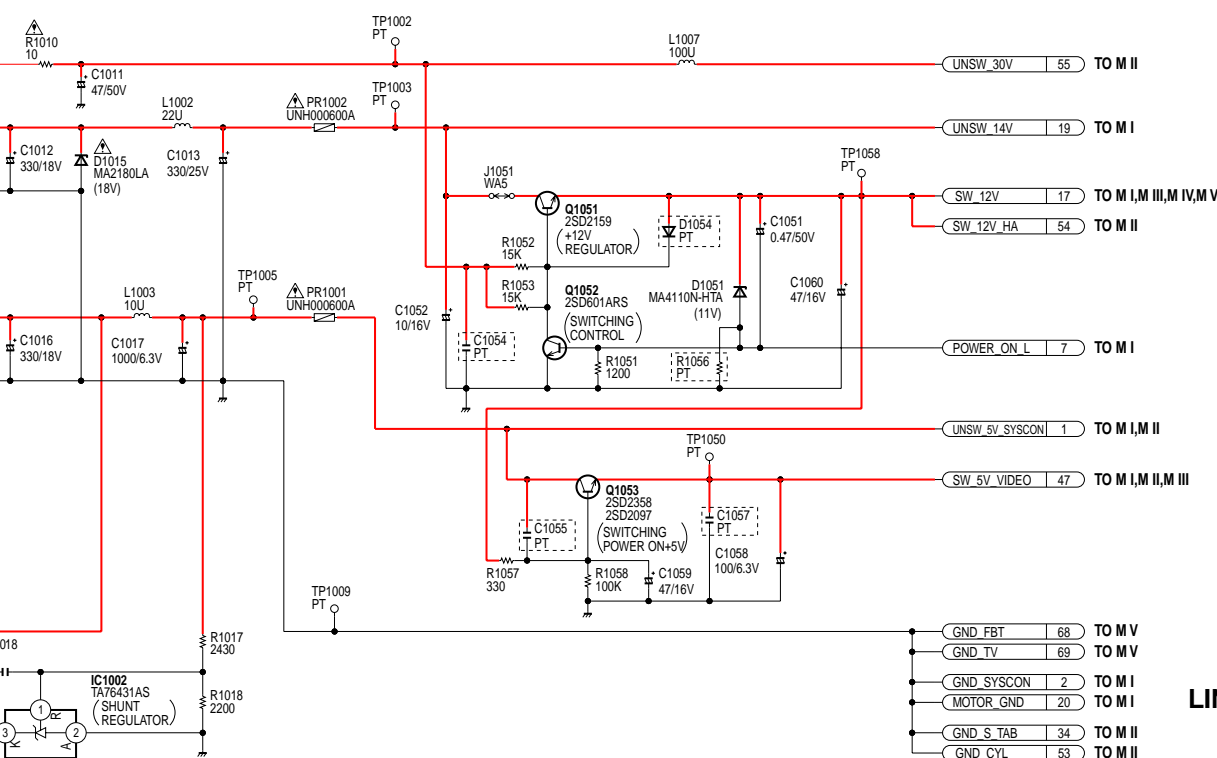 TP1002
PT
R1010
10
L1007
100U
UNSW_30V 55 TO M II
C1011
47/50V
TP1003
PT
L1002
22U
PR1002
UNH000600A
UNSW_14V 19 TO M I
C1012
330/18V
D1015
MA2180LA
(18V)
C1013
330/25V
TP1058
PT
J1051
WA5
SW_12V 17 TO M I,M III,M IV,M V
Q1051
2SD2159
+12V
REGULATOR
D1054
PT
C1051
0.47/50V
SW_12V_HA 54 TO M II
R1052
15K
TP1005
PT
R1053
15K
Q1052
2SD601ARS
SWITCHING
CONTROL
D1051
MA4110N-HTA
(11V)
C1060
47/16V
L1003
10U
PR1001
UNH000600A
C1052
10/16V
C1016
330/18V
C1017
1000/6.3V
C1054
PT
R1051
1200
R1056
PT
POWER_ON_L 7 TO M I
UNSW_5V_SYSCON 1 TO M I,M II
TP1050
PT
SW_5V_VIDEO 47 TO M I,M II,M III
Q1053
2SD2358
2SD2097
SWITCHING
POWER ON+5V
C1055
PT
C1057
PT
C1058
100/6.3V
R1057
330
R1058
100K
C1059
47/16V
TP1009
PT
GND_FBT 68 TO M V
018
R1017
2430
GND_TV 69 TO M V
IC1002
TA76431AS
SHUNT
REGULATOR
R1018
2200
GND_SYSCON 2 TO M I
MOTOR_GND 20 TO M I
LIN
1
R
3
K
2
A
GND_S_TAB 34 TO M II
GND_CYL 53 TO M II